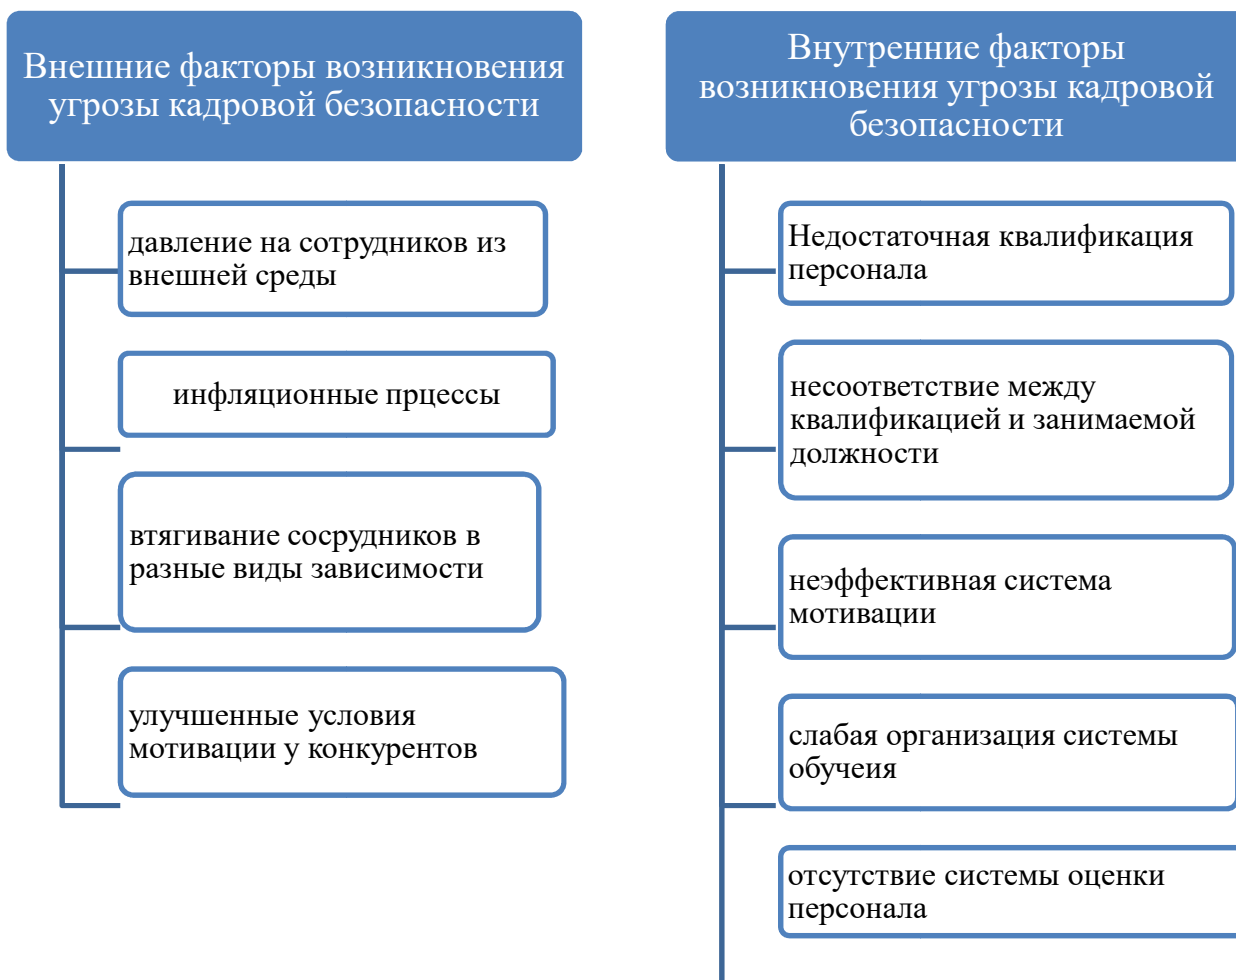 Внешние факторы возникновения
угрозы кадровой безопасности
давление на сотрудников из
внешней среды
инфляционные прцессы
втягивание сосрудников в
разные виды зависимости
улучшенные условия
мотивации у конкурентов
Внутренние факторы
возникновения угрозы кадровой
безопасности
Недостаточная квалификация
персонала
несоответствие между
квалификацией и занимаемой
должности
неэффективная система
мотивации
слабая организация системы
обучеия
отсутствие системы оценки
персонала